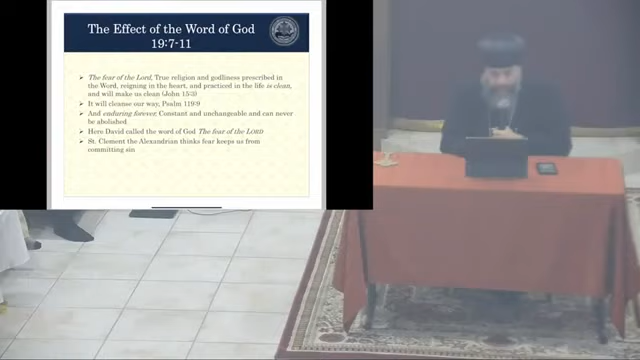 The Effect of the Word of God
19:7-11
The fear of the Lord, True religion and godliness prescribed in
the Word, reigning in the heart, and practiced in the life is clean,
and will make us clean (John 15:3)
It will cleanse our way, Psalm 119:9
And enduring forever, Constant and unchangeable and can never
be abolished
Here David called the word of God The fear of the LORD
St. Clement the Alexandrian thinks fear keeps us from
committing sin